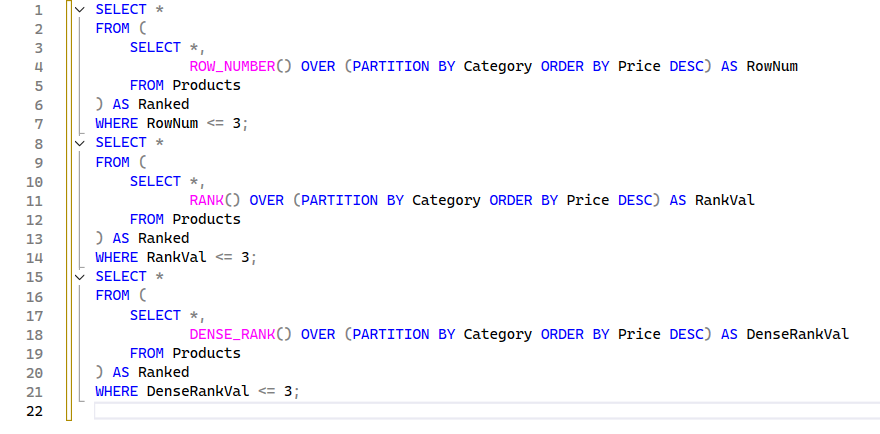 1 SELECT *
2 FROM (
3 SELECT *,
4 ROW_NUMBER() OVER (PARTITION BY Category ORDER BY Price DESC) AS RowNum
5 FROM Products
6 ) AS Ranked
7 WHERE RowNum <= 3;
8 SELECT *
9 FROM (
10 SELECT *,
11 RANK() OVER (PARTITION BY Category ORDER BY Price DESC) AS RankVal
12 FROM Products
13 ) AS Ranked
14 WHERE RankVal <= 3;
15 SELECT *
16 FROM (
17 SELECT *,
18 DENSE_RANK() OVER (PARTITION BY Category ORDER BY Price DESC) AS DenseRankVal
19 FROM Products
20 ) AS Ranked
21 WHERE DenseRankVal <= 3;
22